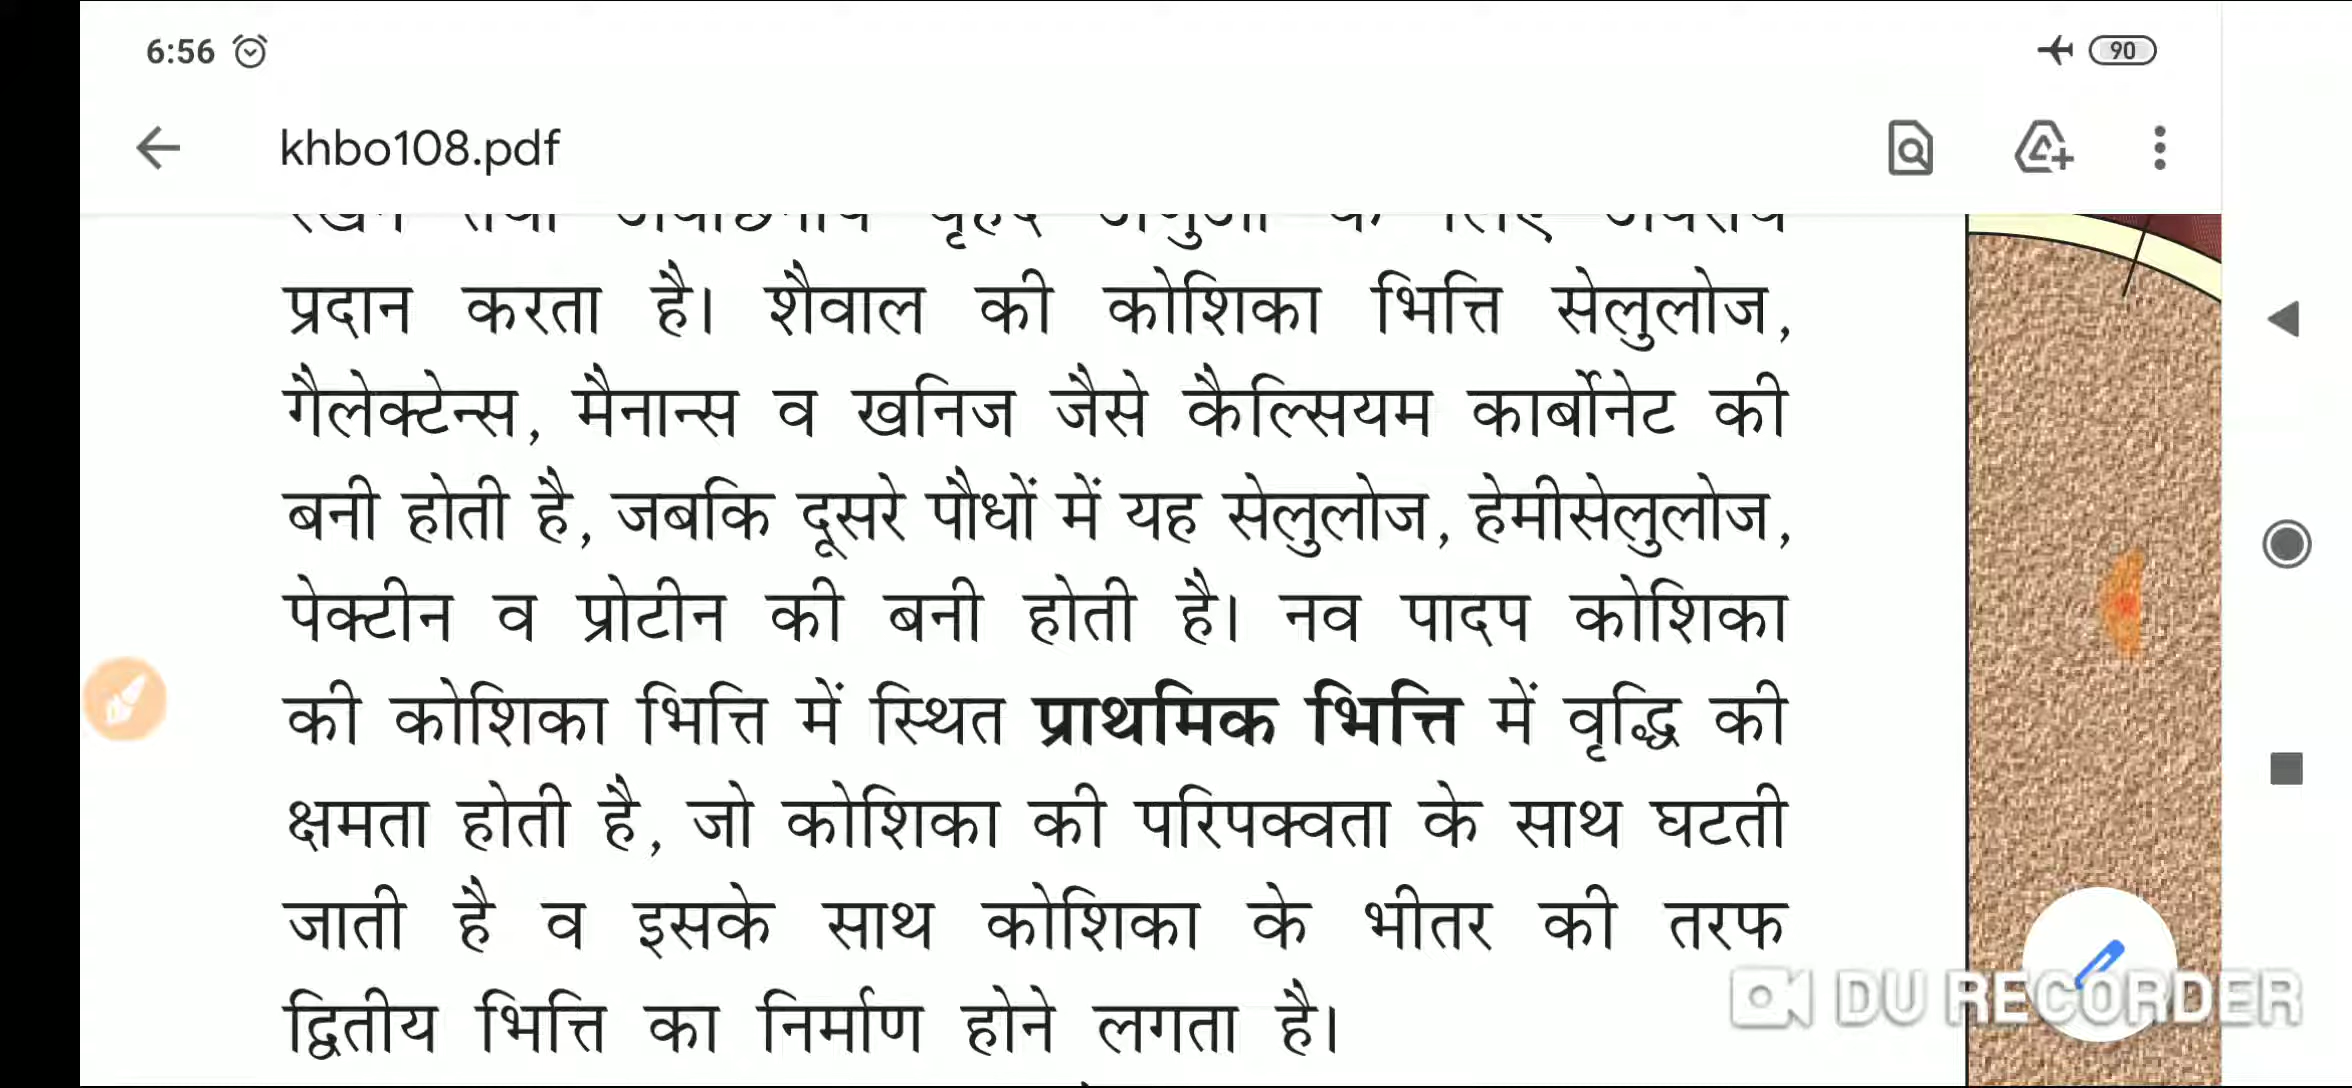 6:56
90
khbo108.pdf
प्रदान करता है। शैवाल की कोशिका भित्ति सेलुलोज,
गैलेक्टेन्स, मैनान्स व खनिज जैसे कैल्सियम कार्बोनेट की
बनी होती है, जबकि दूसरे पौधों में यह सेलुलोज, हेमीसेलुलोज,
पेक्टीन व प्रोटीन की बनी होती है। नव पादप कोशिका
की कोशिका भित्ति में स्थित प्राथमिक भित्ति में वृद्धि की
क्षमता होती है, जो कोशिका की परिपक्वता के साथ घटती
जाती है व इसके साथ कोशिका के भीतर की तरफ
द्वितीय भित्ति का निर्माण होने लगता है।
DU RECORDER